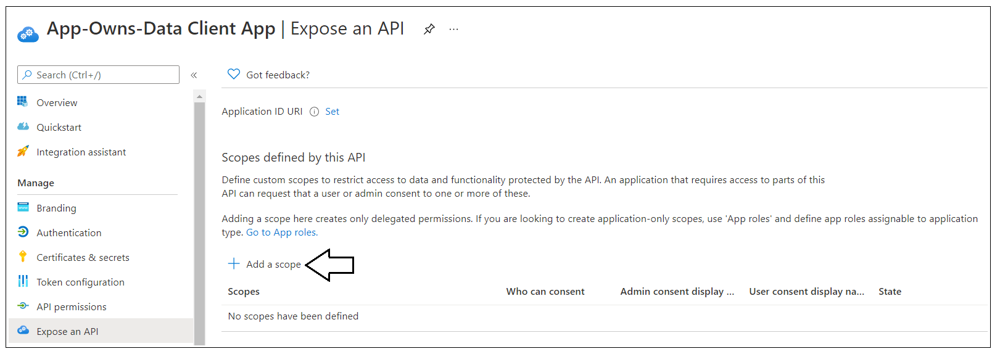 App-Owns-Data Client App | Expose an API
Search (Ctrl+/)
Overview
Quickstart
Integration assistant
Manage
Branding
Authentication
Certificates & secrets
Token configuration
API permissions
Expose an API
Got feedback?
Application ID URI Set
Scopes defined by this API
Define custom scopes to restrict access to data and functionality protected by the API. An application that requires access to parts of this
API can request that a user or admin consent to one or more of these.
Adding a scope here creates only delegated permissions. If you are looking to create application-only scopes, use 'App roles' and define app roles assignable to application
type. Go to App roles.
Add a scope
Scopes Who can consent Admin consent display ... User consent display na... State
No scopes have been defined